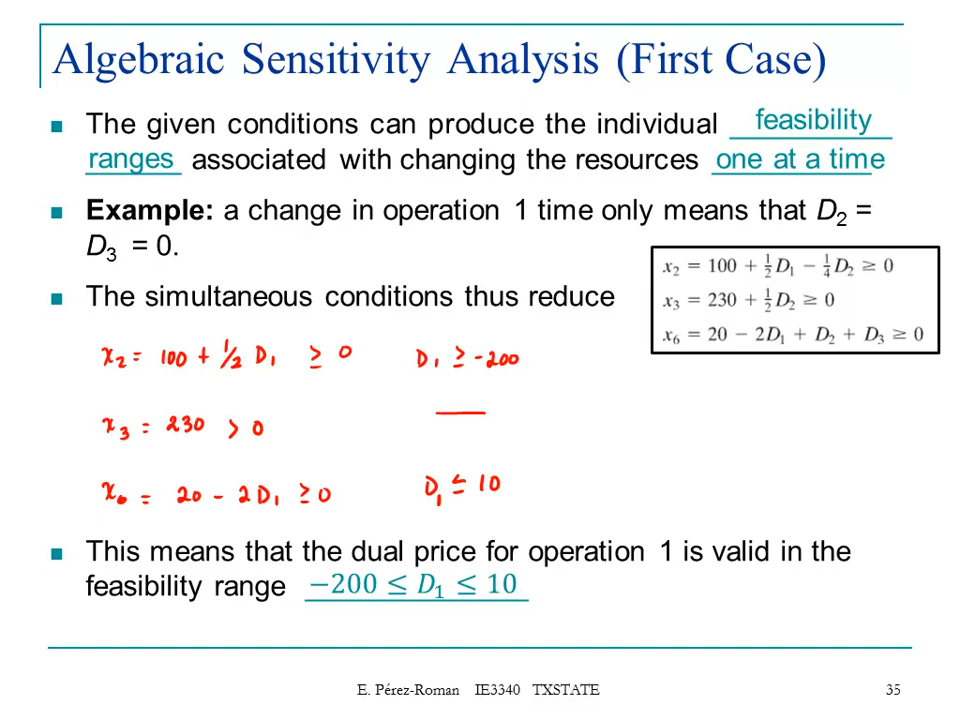 Algebraic Sensitivity Analysis (First Case)
The given conditions can produce the individual feasibility
ranges associated with changing the resources one at a time
Example: a change in operation 1 time only means that D₂ =
D₃ = 0.
x₂ = 100 + ½D₁ − ¼D₂ ≥ 0
x₃ = 230 + ½D₂ ≥ 0
x₆ = 20 − 2D₁ + D₂ + D₃ ≥ 0
The simultaneous conditions thus reduce
x₂ = 100 + 1/2 D₁ ≥ 0 D₁ ≥ -200
x₃ = 230 > 0 —
x₆ = 20 - 2D₁ ≥ 0 D₁ ≤ 10
This means that the dual price for operation 1 is valid in the
feasibility range −200 ≤ D₁ ≤ 10
E. Pérez-Roman IE3340 TXSTATE 35